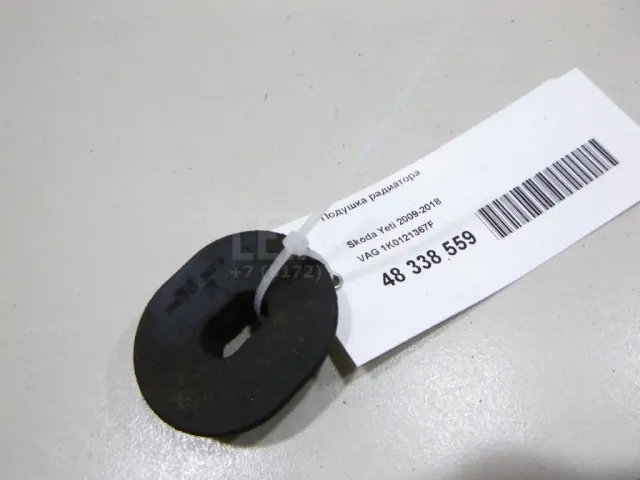 Подушка радиатора
Skoda Yeti 2009-2018
VAG 1K0121367F
48 338 559